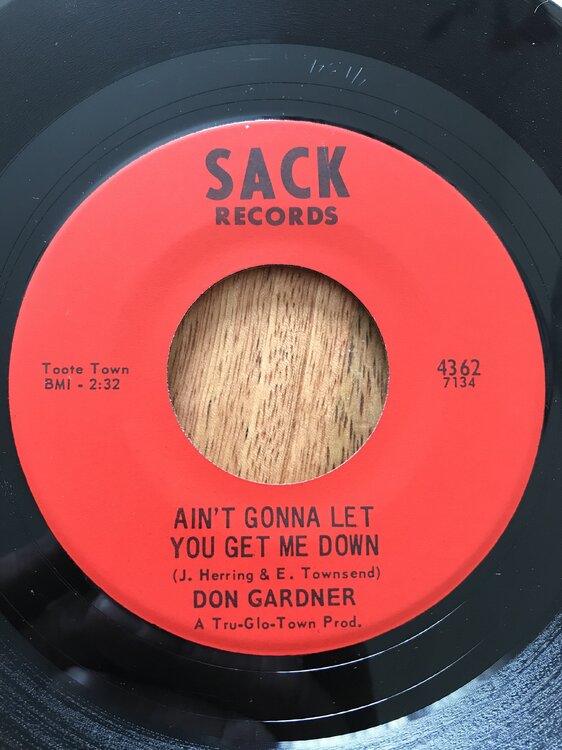 SACK
RECORDS
Toote Town
BMI - 2:32
4362
7134
AIN'T GONNA LET
YOU GET ME DOWN
(J. Herring & E. Townsend)
DON GARDNER
A Tru-Glo-Town Prod.